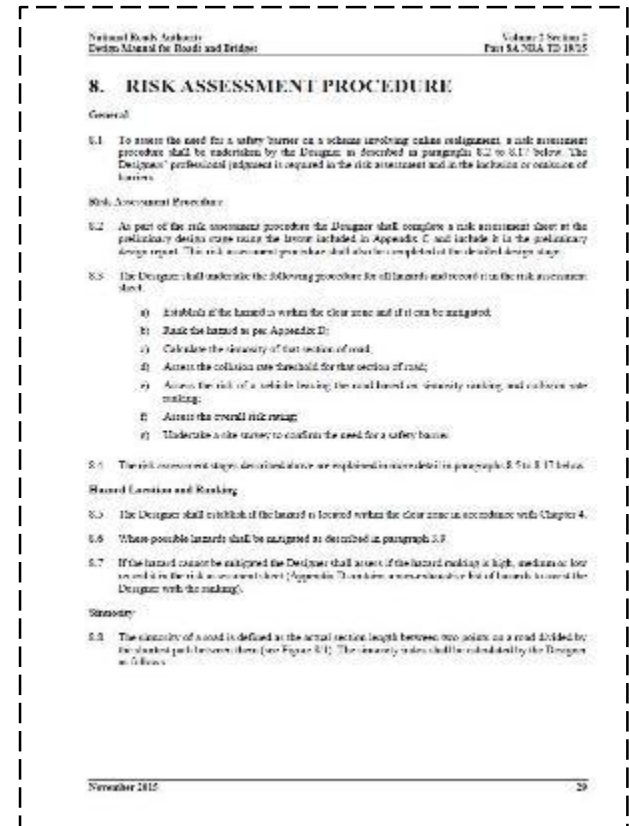 National Roads Authority Volume 2 Section 2
Design Manual for Roads and Bridges Part 8A NRA TD 19/15
8. RISK ASSESSMENT PROCEDURE
General
8.1 To assess the need for a safety barrier on a scheme involving online realignment, a risk assessment
procedure shall be undertaken by the Designer as described in paragraphs 8.2 to 8.17 below. The
Designers' professional judgment is required in the risk assessment and in the inclusion or omission of
barriers.
Risk Assessment Procedure
8.2 As part of the risk assessment procedure the Designer shall complete a risk assessment sheet at the
preliminary design stage using the layout included in Appendix C and include it in the preliminary
design report. This risk assessment procedure shall also be completed at the detailed design stage.
8.3 The Designer shall undertake the following procedure for all hazards and record it in the risk assessment
sheet:
a) Establish if the hazard is within the clear zone and if it can be mitigated;
b) Rank the hazard as per Appendix D;
c) Calculate the sinuosity of that section of road;
d) Assess the collision rate threshold for that section of road;
e) Assess the risk of a vehicle leaving the road based on sinuosity ranking and collision rate
ranking;
f) Assess the overall risk rating;
g) Undertake a site survey to confirm the need for a safety barrier.
8.4 The risk assessment stages described above are explained in more detail in paragraphs 8.5 to 8.17 below.
Hazard Location and Ranking
8.5 The Designer shall establish if the hazard is located within the clear zone in accordance with Chapter 4.
8.6 Where possible hazards shall be mitigated as described in paragraph 3.9
8.7 If the hazard cannot be mitigated the Designer shall assess if the hazard ranking is high, medium or low
record it in the risk assessment sheet (Appendix D contains a non-exhaustive list of hazards to assist the
Designer with the ranking).
Sinuosity
8.8 The sinuosity of a road is defined as the actual section length between two points on a road divided by
the shortest path between them (see Figure 8/1). The sinuosity index shall be calculated by the Designer
as follows
November 2015 29